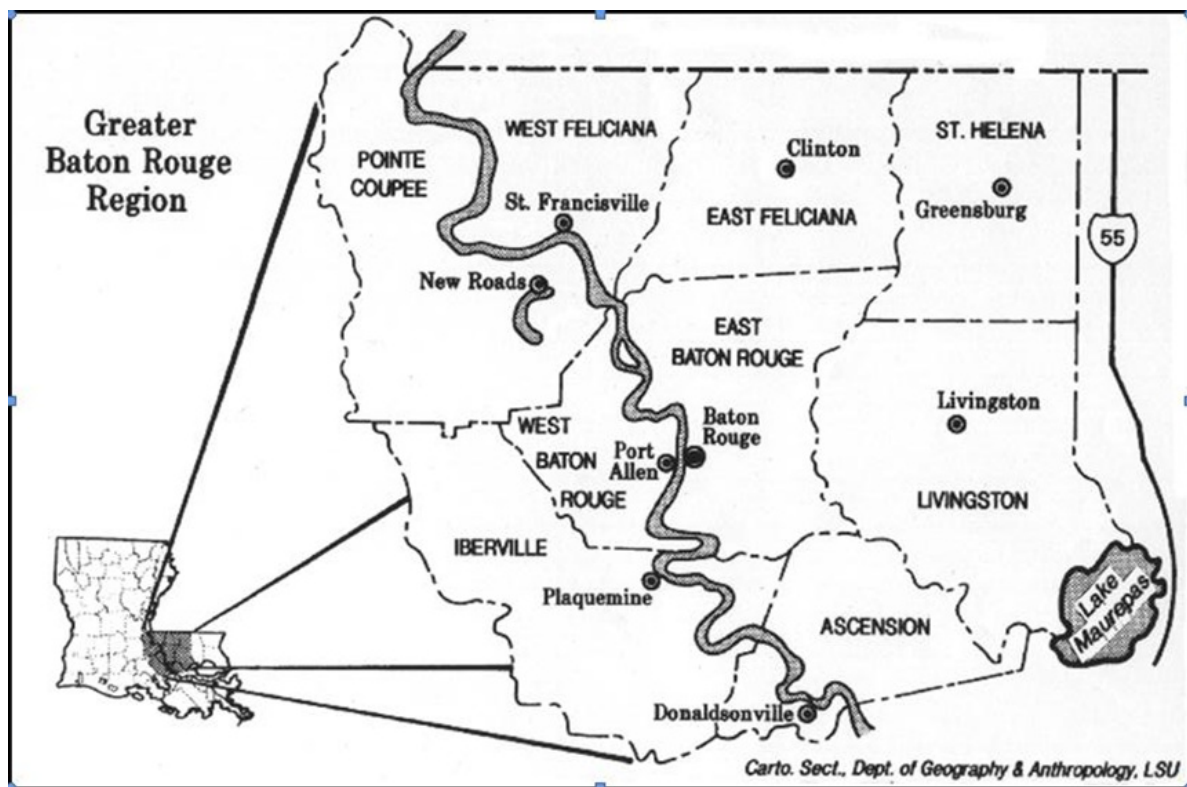 Greater
Baton Rouge
Region
WEST FELICIANA
ST. HELENA
POINTE
COUPEE
Clinton
St. Francisville
EAST FELICIANA
Greensburg
55
New Roads
EAST
BATON ROUGE
Livingston
WEST
BATON
ROUGE
Port
Allen
Baton
Rouge
LIVINGSTON
IBERVILLE
Plaquemine
ASCENSION
Lake
Maurepas
Donaldsonville
Carto. Sect., Dept. of Geography & Anthropology, LSU